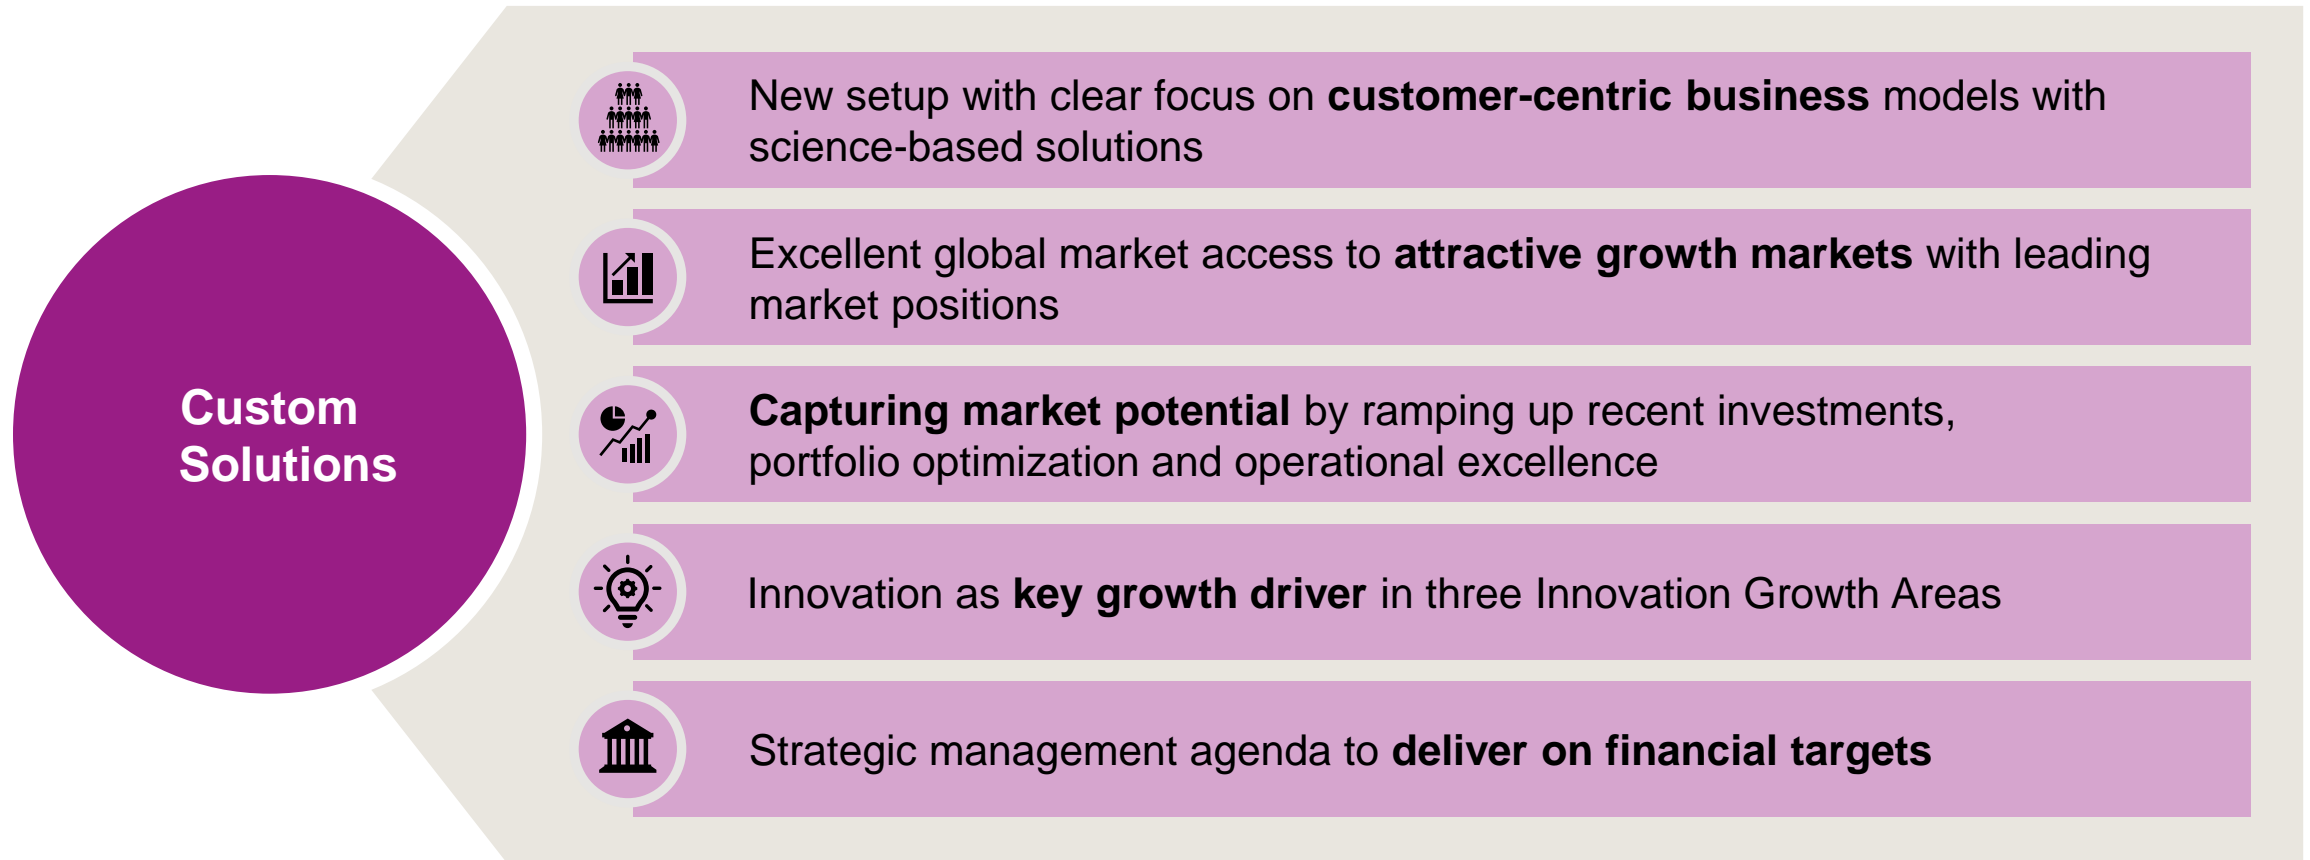 Custom
Solutions
New setup with clear focus on customer-centric business models with
science-based solutions
Excellent global market access to attractive growth markets with leading
market positions
Capturing market potential by ramping up recent investments,
portfolio optimization and operational excellence
Innovation as key growth driver in three Innovation Growth Areas
Strategic management agenda to deliver on financial targets